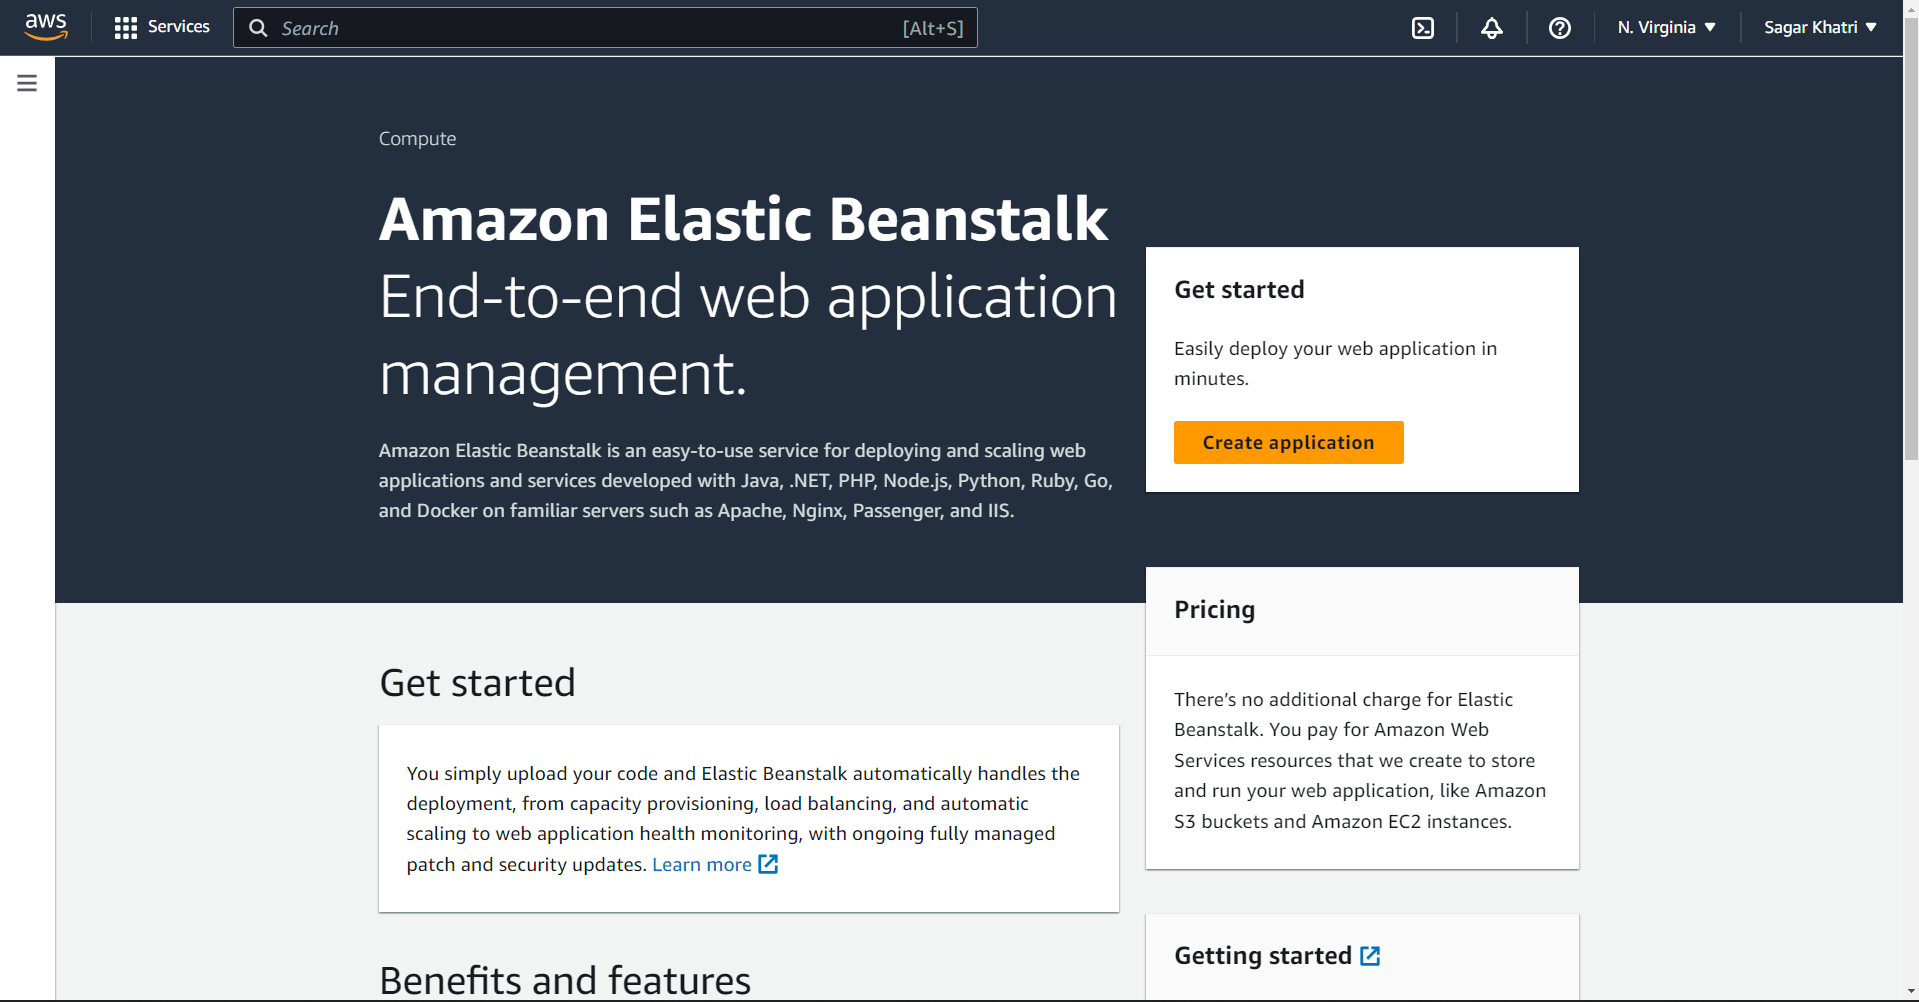 aws
Services
Search
[Alt+S]
N. Virginia
Sagar Khatri
Compute
Amazon Elastic Beanstalk
End-to-end web application
management.
Amazon Elastic Beanstalk is an easy-to-use service for deploying and scaling web
applications and services developed with Java, .NET, PHP, Node.js, Python, Ruby, Go,
and Docker on familiar servers such as Apache, Nginx, Passenger, and IIS.
Get started
Easily deploy your web application in
minutes.
Create application
Pricing
There’s no additional charge for Elastic
Beanstalk. You pay for Amazon Web
Services resources that we create to store
and run your web application, like Amazon
S3 buckets and Amazon EC2 instances.
Get started
You simply upload your code and Elastic Beanstalk automatically handles the
deployment, from capacity provisioning, load balancing, and automatic
scaling to web application health monitoring, with ongoing fully managed
patch and security updates. Learn more
Getting started
Benefits and features